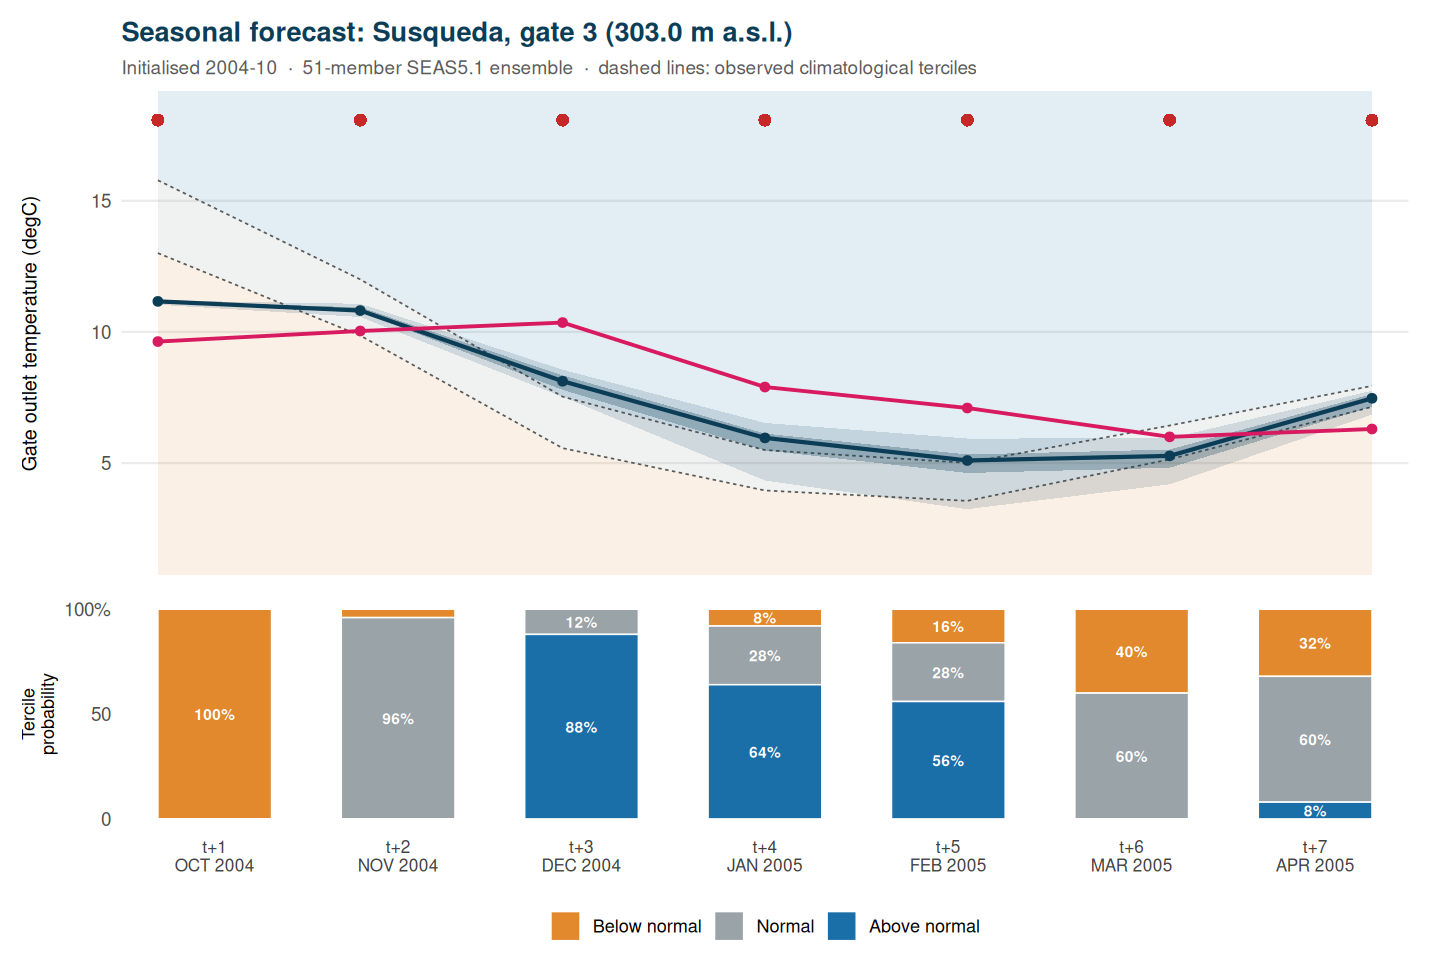 Seasonal forecast: Susqueda, gate 3 (303.0 m a.s.l.)
Initialised 2004-10 · 51-member SEAS5.1 ensemble · dashed lines: observed climatological terciles
Gate outlet temperature (degC)
15
10
5
Tercile
probability
100%
50
0
100%
96%
12%
88%
8%
28%
64%
16%
28%
56%
40%
60%
32%
60%
8%
t+1
OCT 2004
t+2
NOV 2004
t+3
DEC 2004
t+4
JAN 2005
t+5
FEB 2005
t+6
MAR 2005
t+7
APR 2005
Below normal
Normal
Above normal